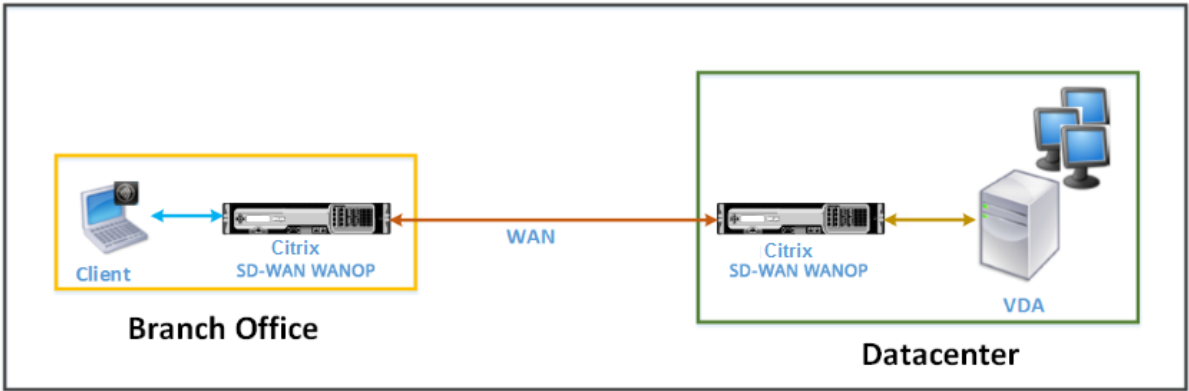 Client
Citrix
SD-WAN WANOP
Branch Office
WAN
Citrix
SD-WAN WANOP
VDA
Datacenter